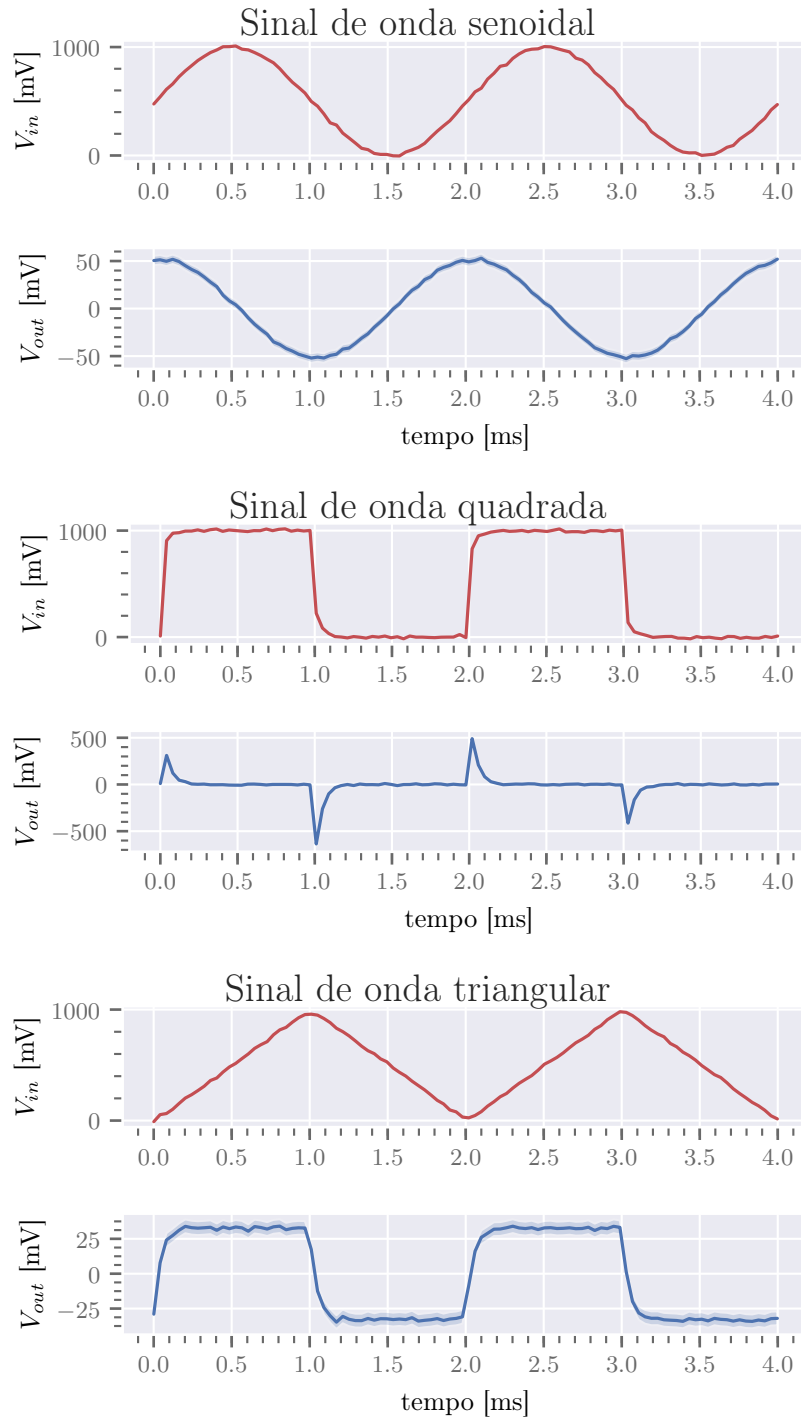 Sinal de onda senoidal
V_in [mV]
1000
0
0.0 0.5 1.0 1.5 2.0 2.5 3.0 3.5 4.0
V_out [mV]
50
0
−50
0.0 0.5 1.0 1.5 2.0 2.5 3.0 3.5 4.0
tempo [ms]
Sinal de onda quadrada
V_in [mV]
1000
0
0.0 0.5 1.0 1.5 2.0 2.5 3.0 3.5 4.0
V_out [mV]
500
0
−500
0.0 0.5 1.0 1.5 2.0 2.5 3.0 3.5 4.0
tempo [ms]
Sinal de onda triangular
V_in [mV]
1000
0
0.0 0.5 1.0 1.5 2.0 2.5 3.0 3.5 4.0
V_out [mV]
25
0
−25
0.0 0.5 1.0 1.5 2.0 2.5 3.0 3.5 4.0
tempo [ms]